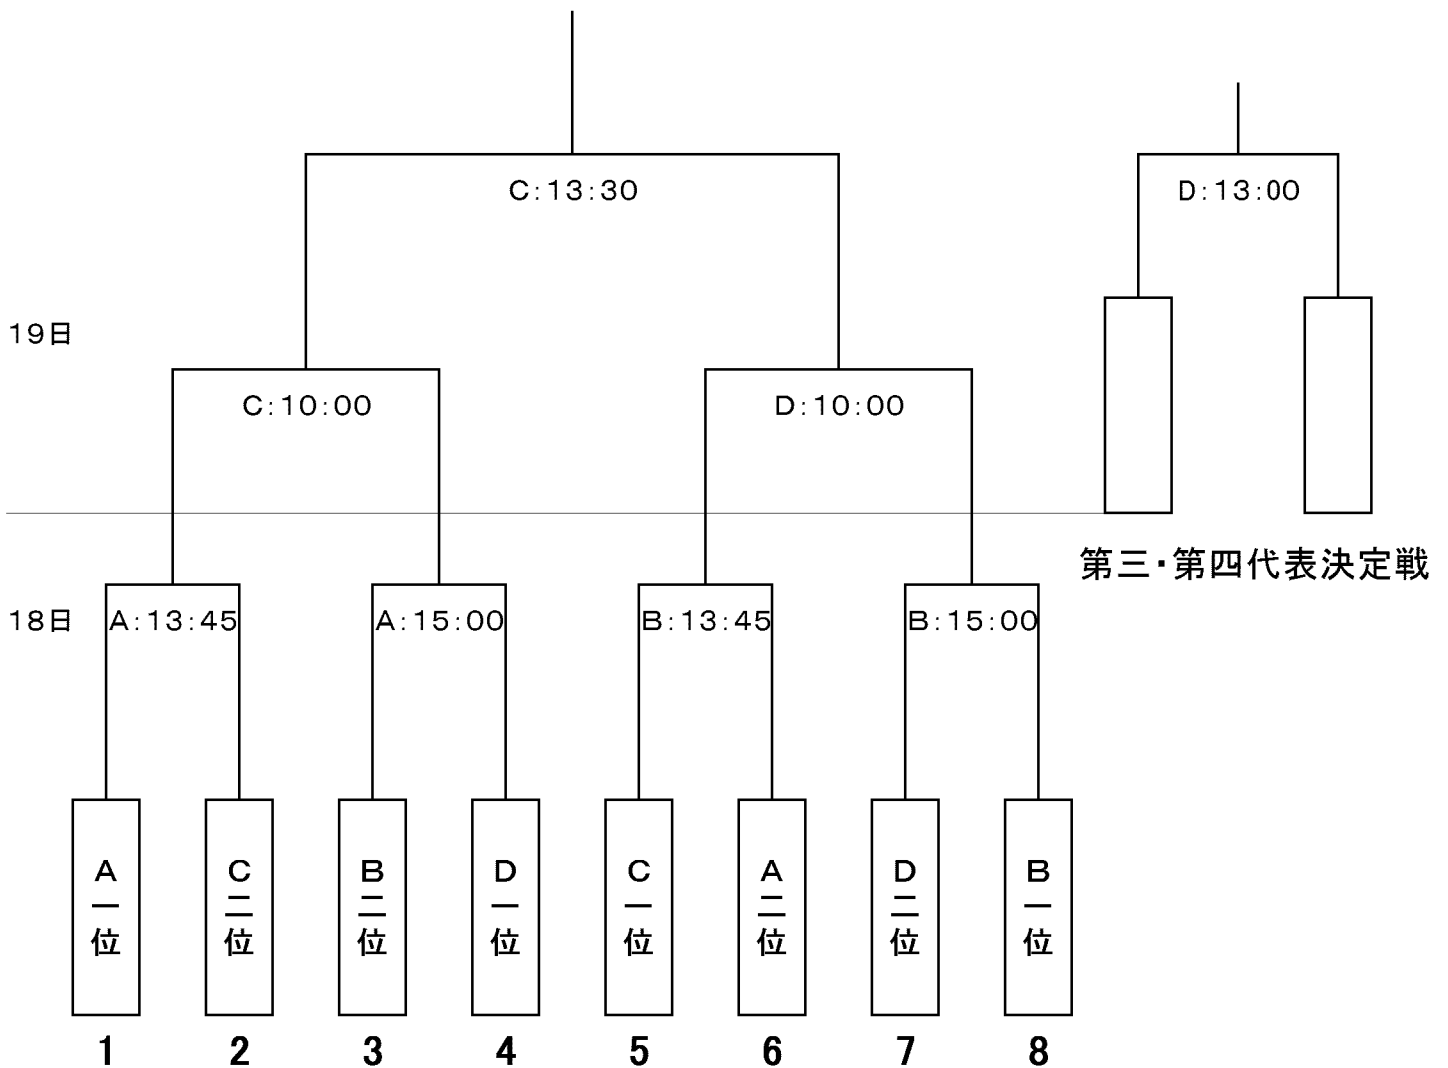 C:13:30
D:13:00
19日
C:10:00
D:10:00
第三・第四代表決定戦
18日
A:13:45
A:15:00
B:13:45
B:15:00
A一位
C二位
B二位
D一位
C一位
A二位
D二位
B一位
1 2 3 4 5 6 7 8